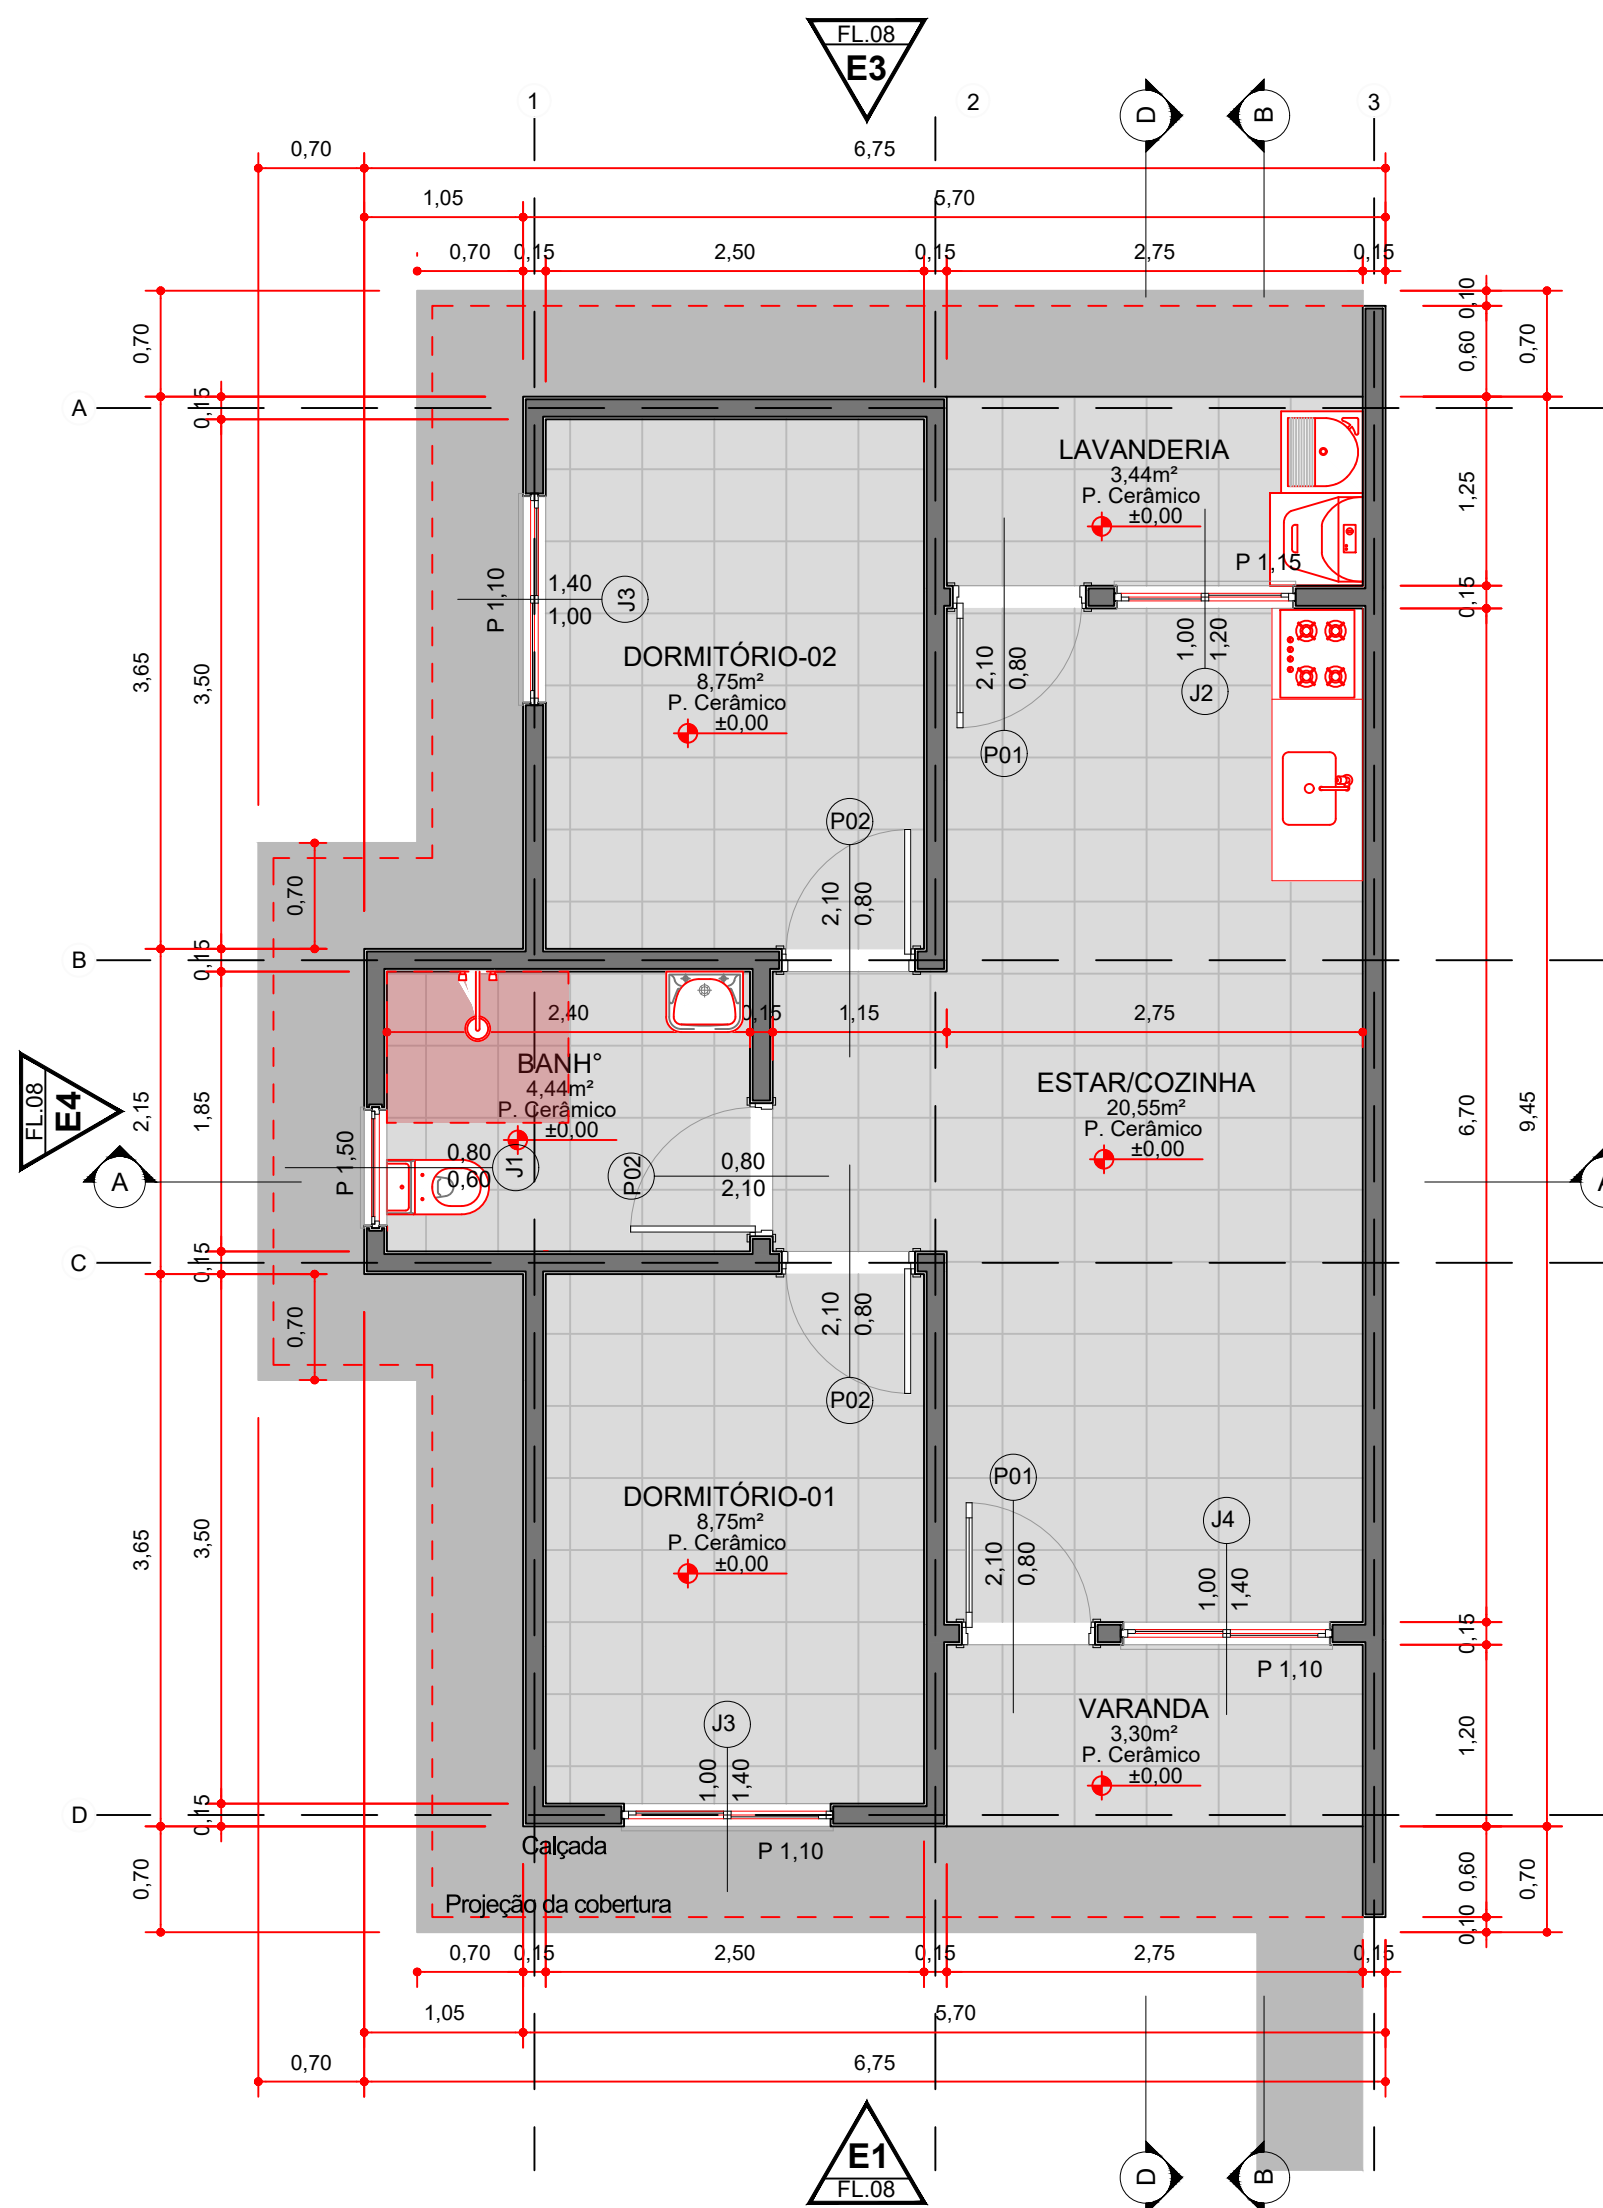 FL.08
E3
1
2
D
B
3
0,70
6,75
1,05
5,70
0,70
0,15
2,50
0,15
2,75
0,15
0,70
0,10
0,60
0,70
A
0,15
LAVANDERIA
3,44m²
P. Cerâmico
±0,00
1,25
P 1,10
1,40
1,00
J3
P 1,15
0,15
3,65
3,50
DORMITÓRIO-02
8,75m²
P. Cerâmico
±0,00
2,10
0,80
P01
1,00
1,20
J2
P02
2,10
0,80
0,70
B
0,15
2,40
0,15
1,15
2,75
FL.08
E4
A
2,15
1,85
BANH°
4,44m²
P. Cerâmico
±0,00
P 1,50
0,80
0,60
J1
P02
0,80
2,10
ESTAR/COZINHA
20,55m²
P. Cerâmico
±0,00
6,70
9,45
A
C
0,15
0,70
2,10
0,80
P02
3,65
3,50
DORMITÓRIO-01
8,75m²
P. Cerâmico
±0,00
P01
2,10
0,80
J4
1,00
1,40
0,15
P 1,10
J3
1,00
1,40
VARANDA
3,30m²
P. Cerâmico
±0,00
1,20
D
0,15
Calçada
P 1,10
0,70
Projeção da cobertura
0,60
0,10
0,70
0,70
0,15
2,50
0,15
2,75
0,15
1,05
5,70
0,70
6,75
E1
FL.08
D
B